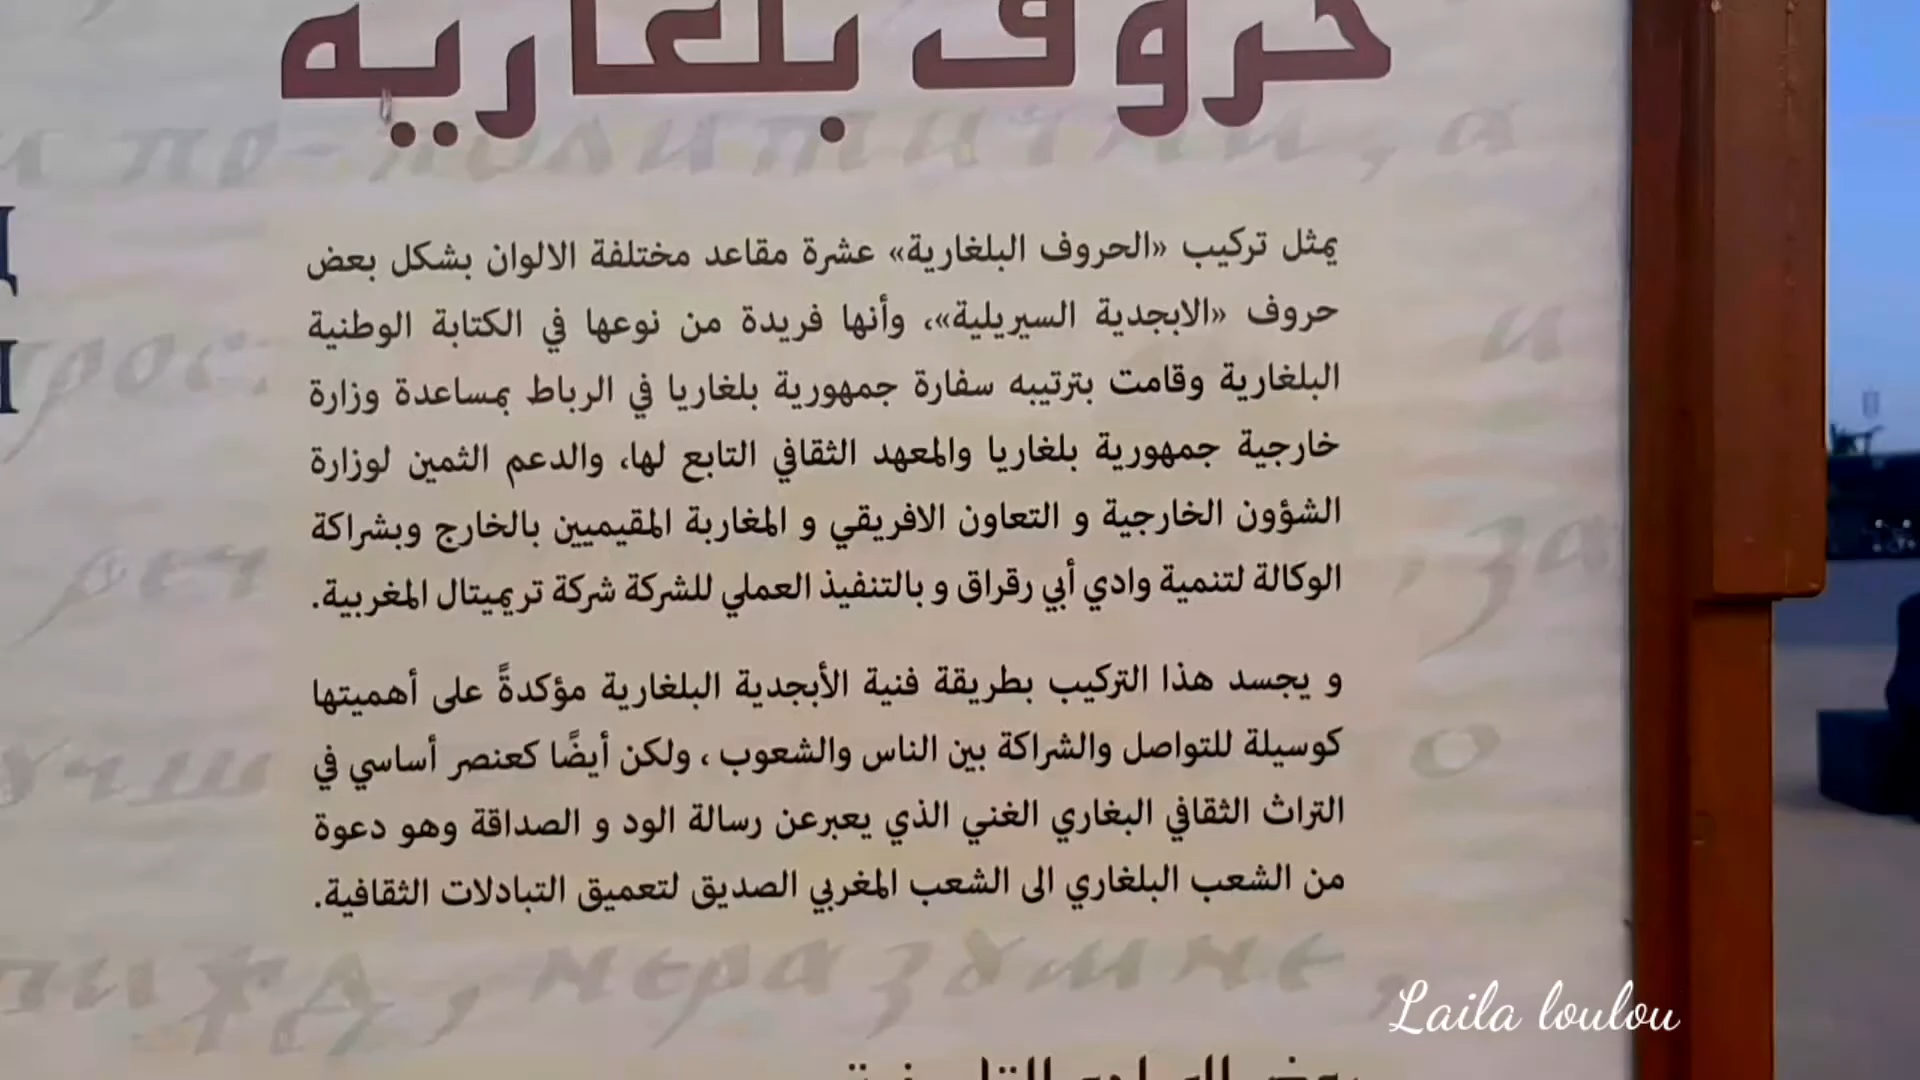 حروف بلغارية
يمثل تركيب «الحروف البلغارية» عشرة مقاعد مختلفة الالوان بشكل بعض
حروف «الابجدية السيريلية»، وأنها فريدة من نوعها في الكتابة الوطنية
البلغارية وقامت بترتيبه سفارة جمهورية بلغاريا في الرباط بمساعدة وزارة
خارجية جمهورية بلغاريا والمعهد الثقافي التابع لها، والدعم الثمين لوزارة
الشؤون الخارجية و التعاون الافريقي و المغاربة المقيميين بالخارج وبشراكة
الوكالة لتنمية وادي أبي رقراق و بالتنفيذ العملي للشركة شركة تريميتال المغربية.
و يجسد هذا التركيب بطريقة فنية الأبجدية البلغارية مؤكدةً على أهميتها
كوسيلة للتواصل والشراكة بين الناس والشعوب ، ولكن أيضًا كعنصر أساسي في
التراث الثقافي البغاري الغني الذي يعبرعن رسالة الود و الصداقة وهو دعوة
من الشعب البلغاري الى الشعب المغربي الصديق لتعميق التبادلات الثقافية.
Laila loulou